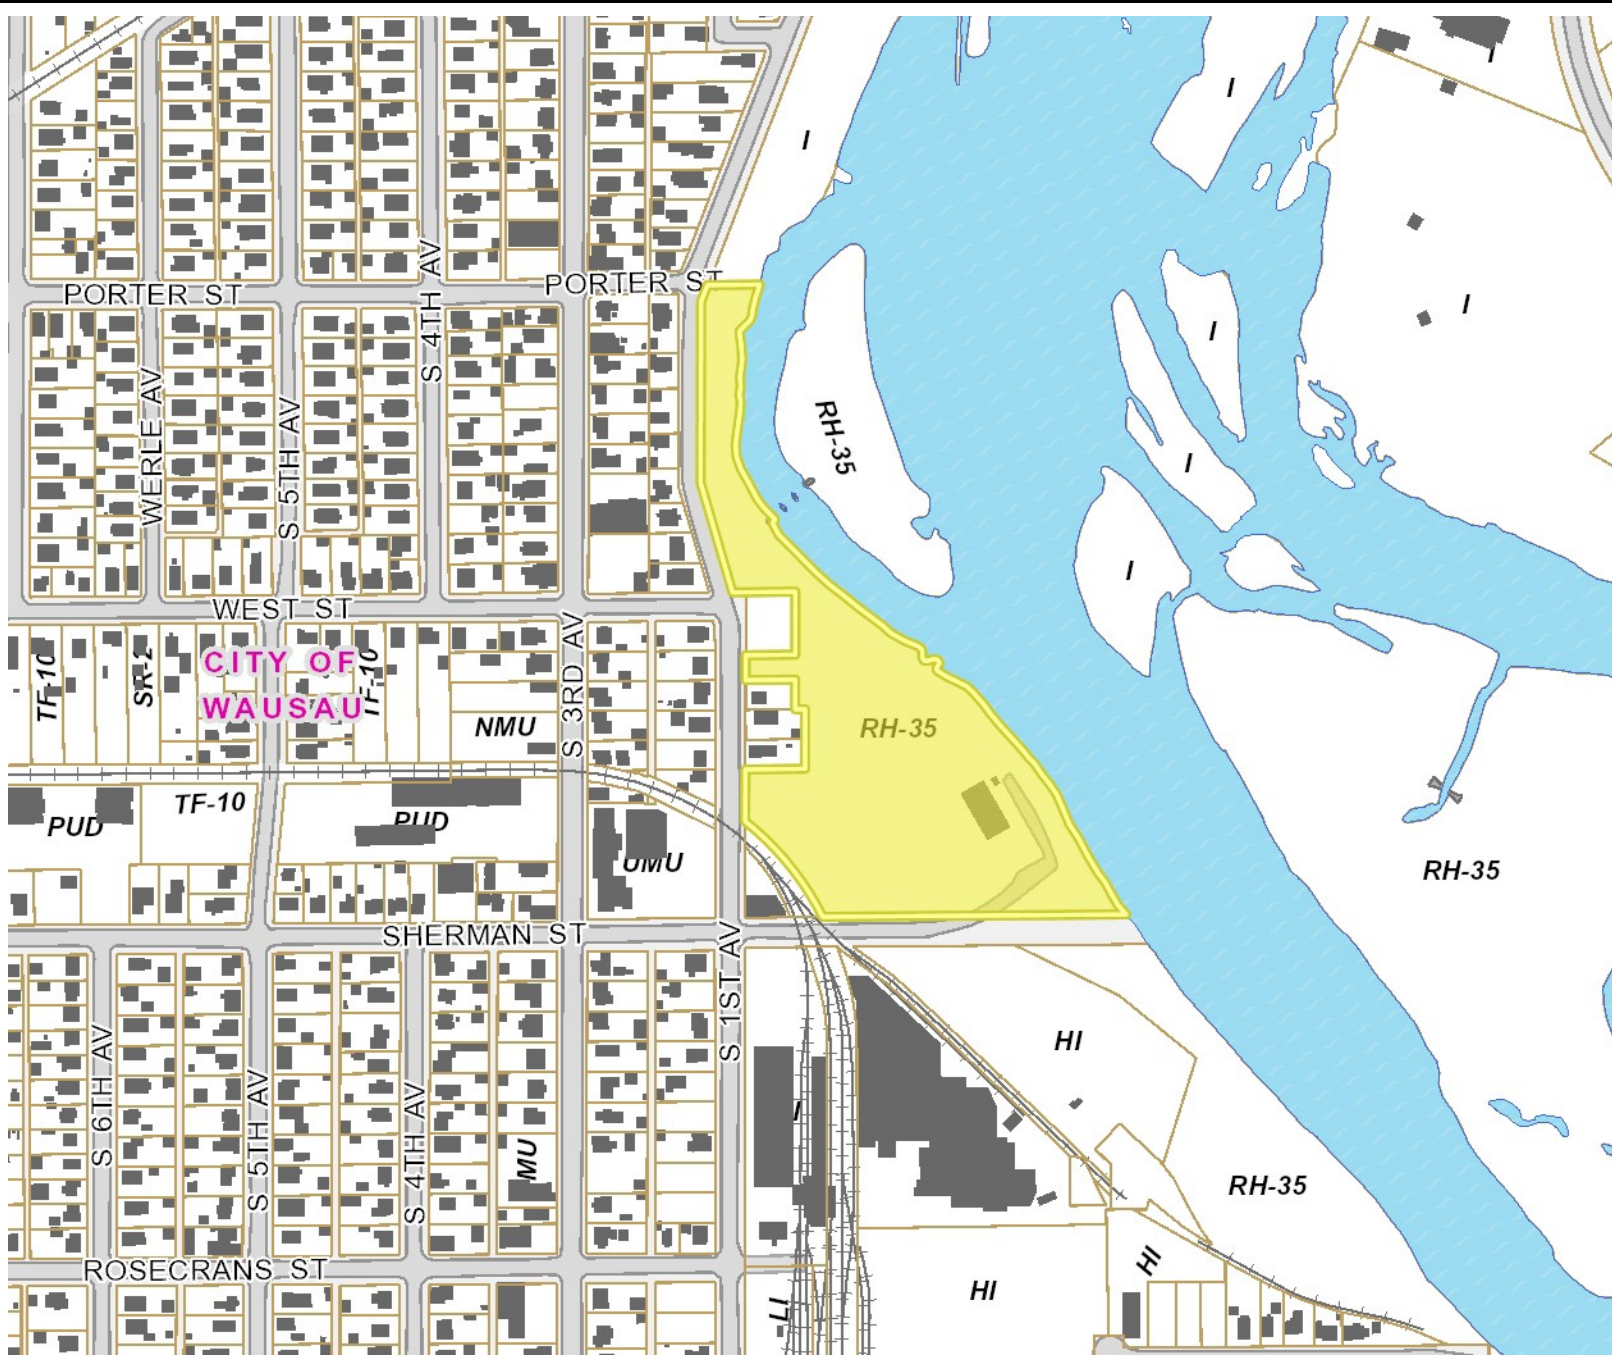 I
I
I
PORTER ST
PORTER ST
S 4TH AV
I
I
WERLE AV
S 5TH AV
RH-35
I
I
WEST ST
TF-10
SR-2
CITY OF
WAUSAU
TF-10
NMU
S 3RD AV
RH-35
PUD
TF-10
PUD
UMU
RH-35
SHERMAN ST
S 1ST AV
HI
S 6TH AV
S 5TH AV
S 4TH AV
MU
I
RH-35
ROSECRANS ST
HI
HI
LI